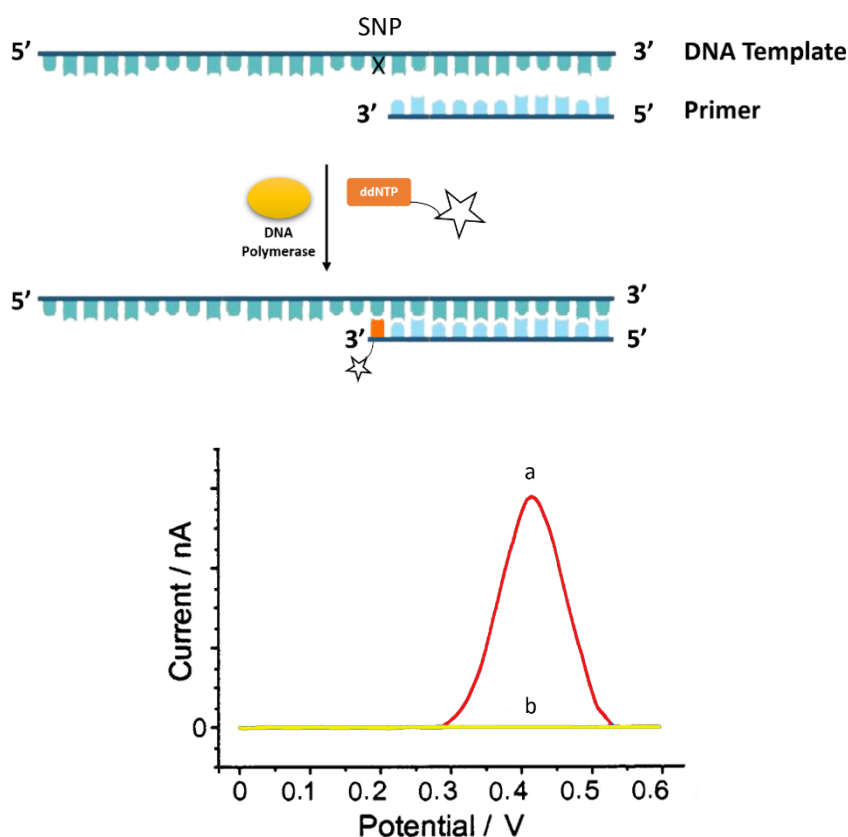 SNP
5’ 3’ DNA Template
X
3’ 5’ Primer
ddNTP
DNA
Polymerase
5’ 3’
3’ 5’
a
b
Current / nA
0
0 0.1 0.2 0.3 0.4 0.5 0.6
Potential / V